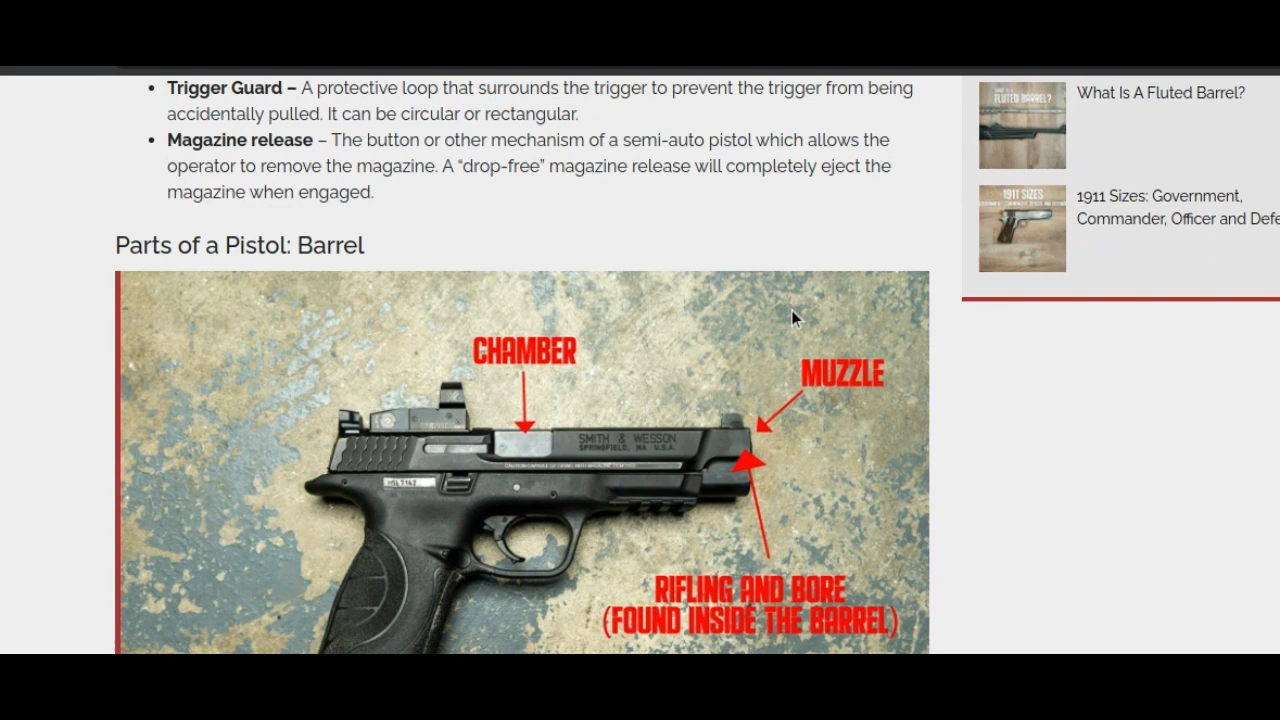 Trigger Guard – A protective loop that surrounds the trigger to prevent the trigger from being
accidentally pulled. It can be circular or rectangular.
Magazine release – The button or other mechanism of a semi-auto pistol which allows the
operator to remove the magazine. A “drop-free” magazine release will completely eject the
magazine when engaged.
Parts of a Pistol: Barrel
CHAMBER
MUZZLE
SMITH & WESSON
SPRINGFIELD, MA U.S.A.
HSL7162
RIFLING AND BORE
(FOUND INSIDE THE BARREL)
FLUTED BARREL?
What Is A Fluted Barrel?
1911 SIZES
1911 Sizes: Government,
Commander, Officer and Defe